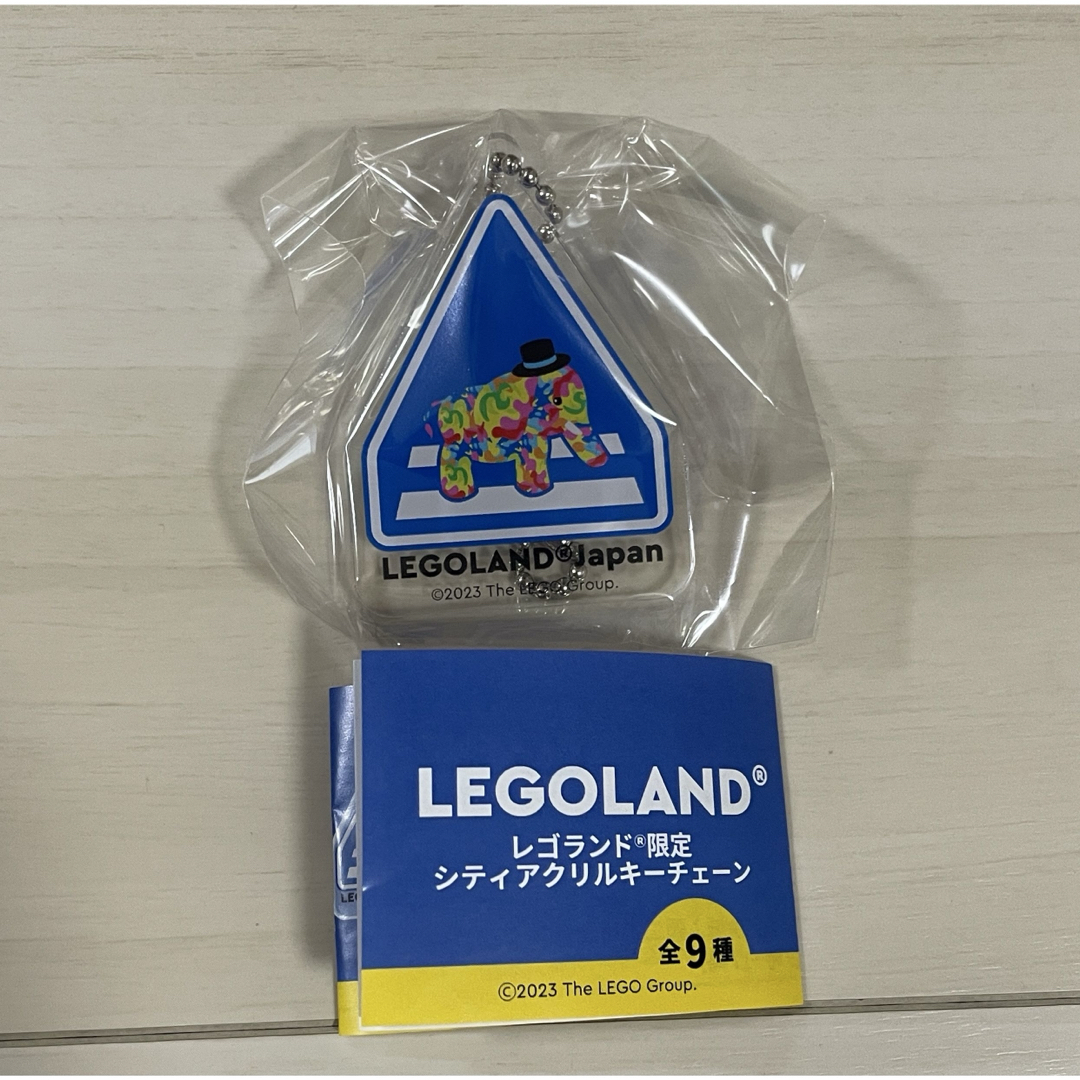 LEGOLAND®Japan
©2023 The LEGO Group.
LEGOLAND®
レゴランド®限定
シティアクリルキーチェーン
全9種
©2023 The LEGO Group.